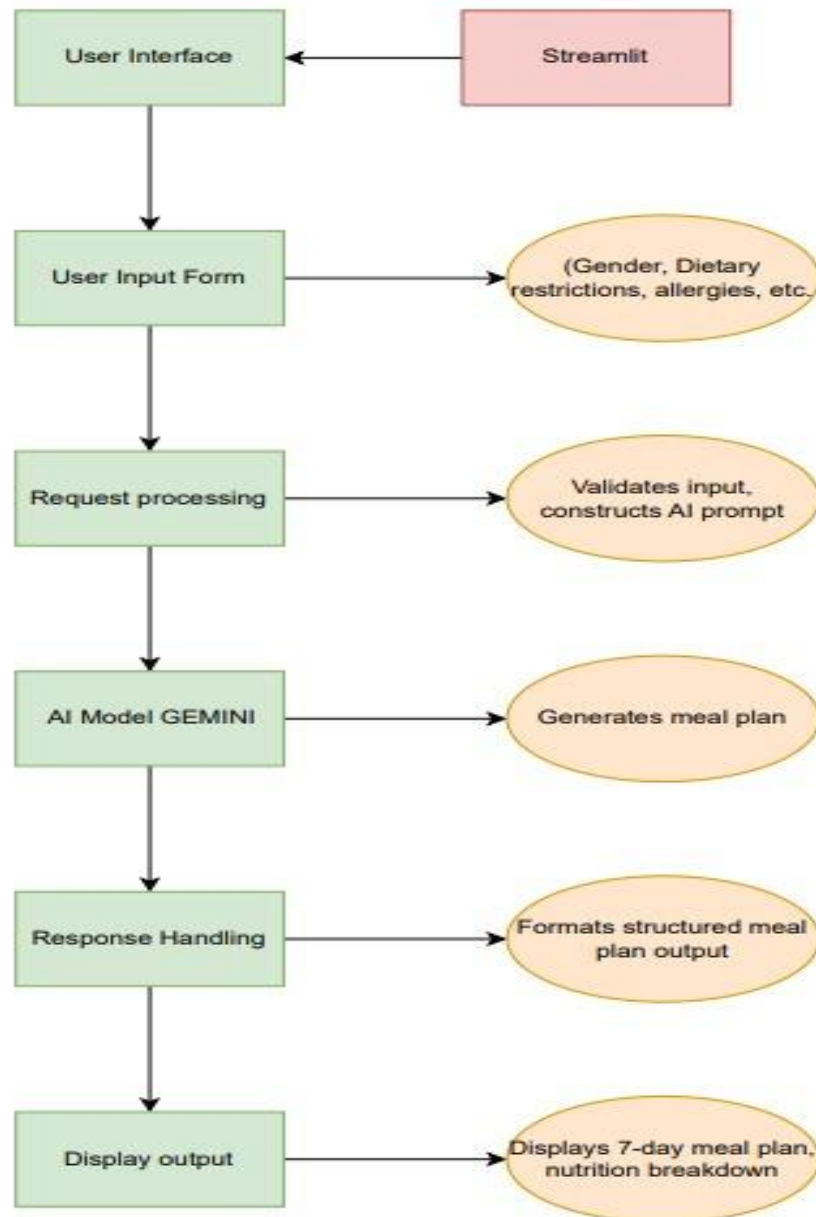 User Interface
Streamlit
User Input Form
(Gender, Dietary
restrictions, allergies, etc.
Request processing
Validates input,
constructs AI prompt
AI Model GEMINI
Generates meal plan
Response Handling
Formats structured meal
plan output
Display output
Displays 7-day meal plan,
nutrition breakdown